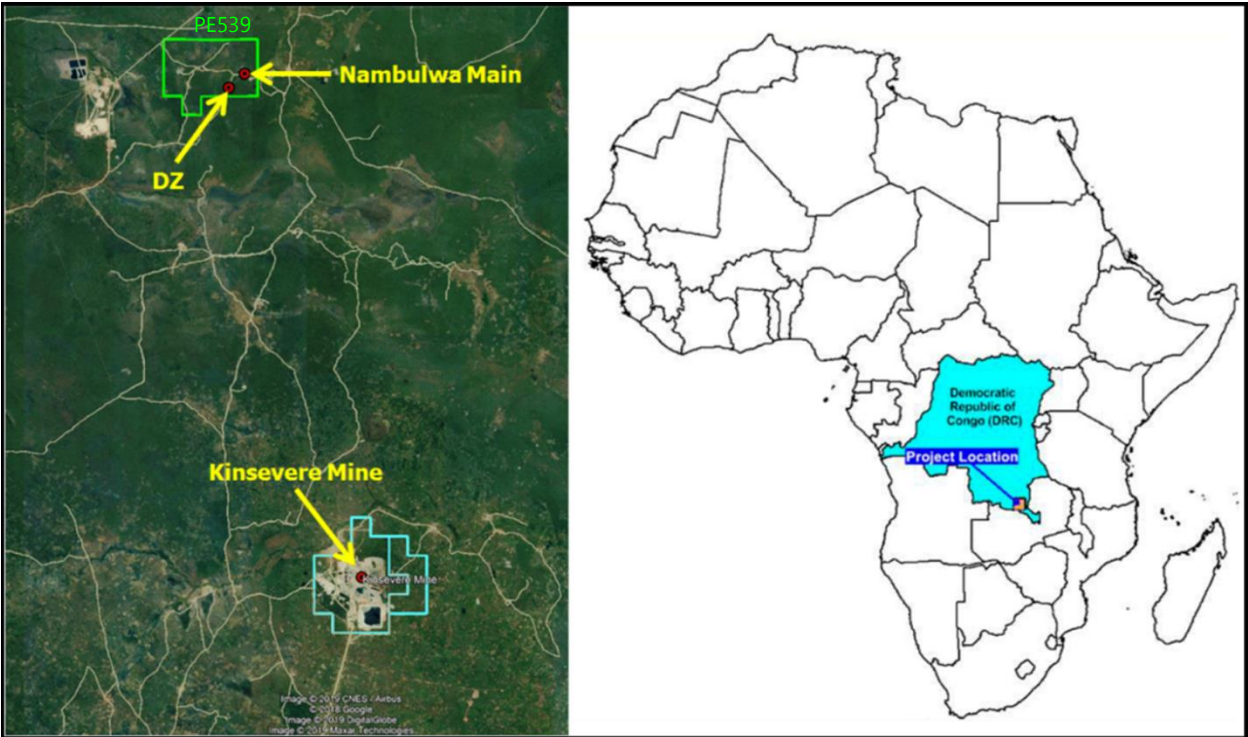 PE539
Nambulwa Main
DZ
Kinsevere Mine
Kinsevere Mine
Image © 2019 CNES / Airbus
© 2018 Google
Image © 2019 DigitalGlobe
Image © 2019 Maxar Technologies
Democratic
Republic of
Congo (DRC)
Project Location